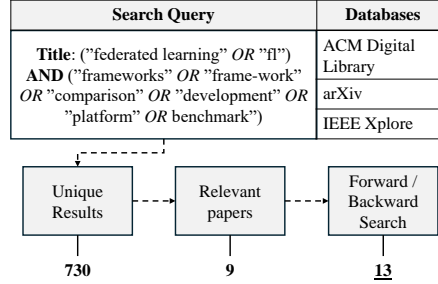 Search Query
Databases
Title: ("federated learning" OR "fl")
AND ("frameworks" OR "frame-work"
OR "comparison" OR "development" OR
"platform" OR benchmark")
ACM Digital
Library
arXiv
IEEE Xplore
Unique
Results
Relevant
papers
Forward /
Backward
Search
730
9
13